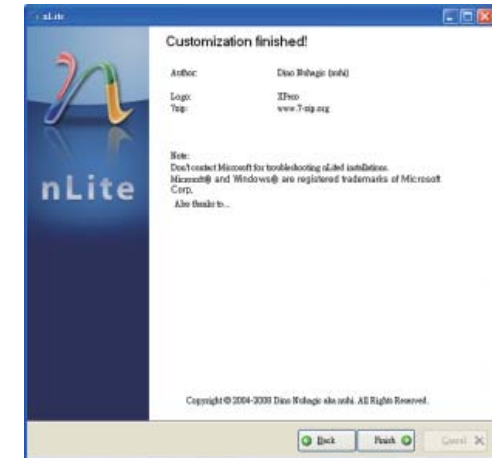 nLite
Customization finished!
Author: Dino Nuhagic (nuhi)
Logo: XPero
7zip: www.7-zip.org
Note:
Don't contact Microsoft for troubleshooting nLited installations.
Microsoft® and Windows® are registered trademarks of Microsoft
Corp.
Also thanks to...
nLite
Copyright © 2004-2008 Dino Nuhagic aka nuhi. All Rights Reserved.
Back Finish Cancel